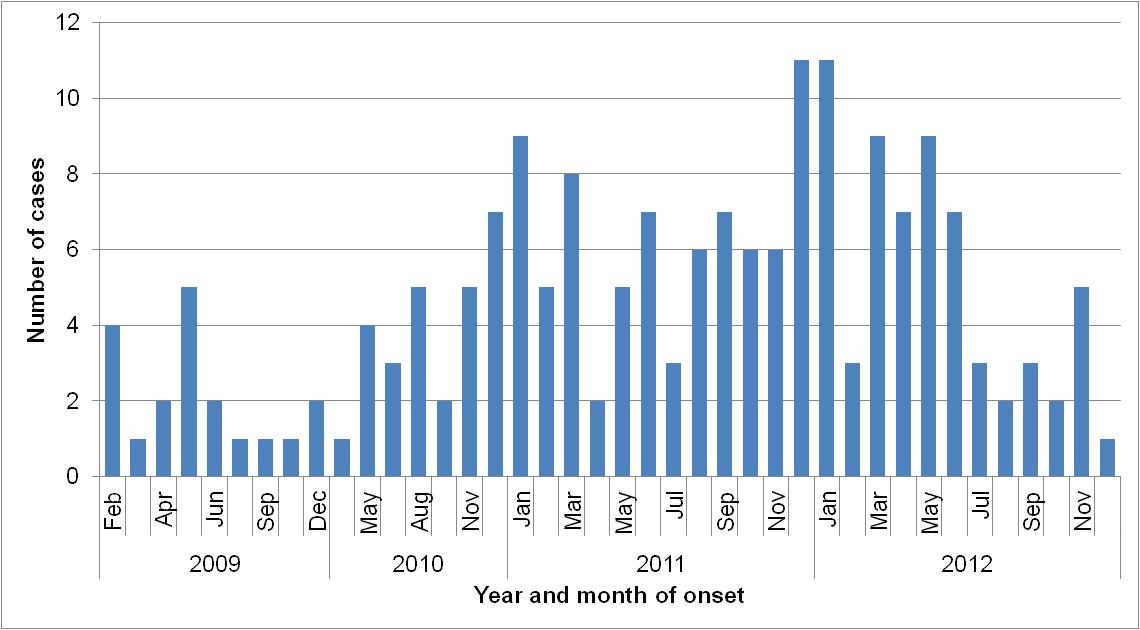 12
10
8
6
4
2
0
Number of cases
Feb Apr Jun Sep Dec May Aug Nov Jan Mar May Jul Sep Nov Jan Mar May Jul Sep Nov
2009 2010 2011 2012
Year and month of onset